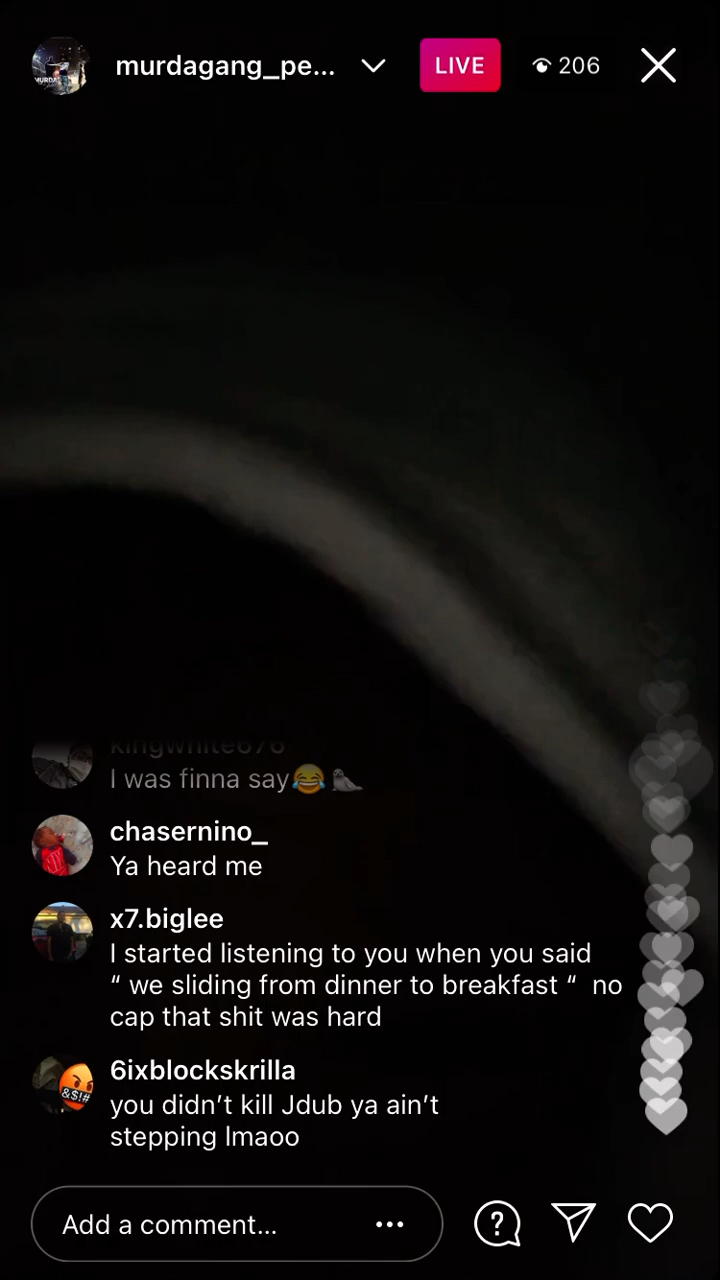 murdagang_pe...
LIVE
206
kingwhite676
I was finna say😂🦭
chasernino_
Ya heard me
x7.biglee
I started listening to you when you said
“ we sliding from dinner to breakfast “ no
cap that shit was hard
6ixblockskrilla
you didn’t kill Jdub ya ain’t
stepping lmaoo
Add a comment...